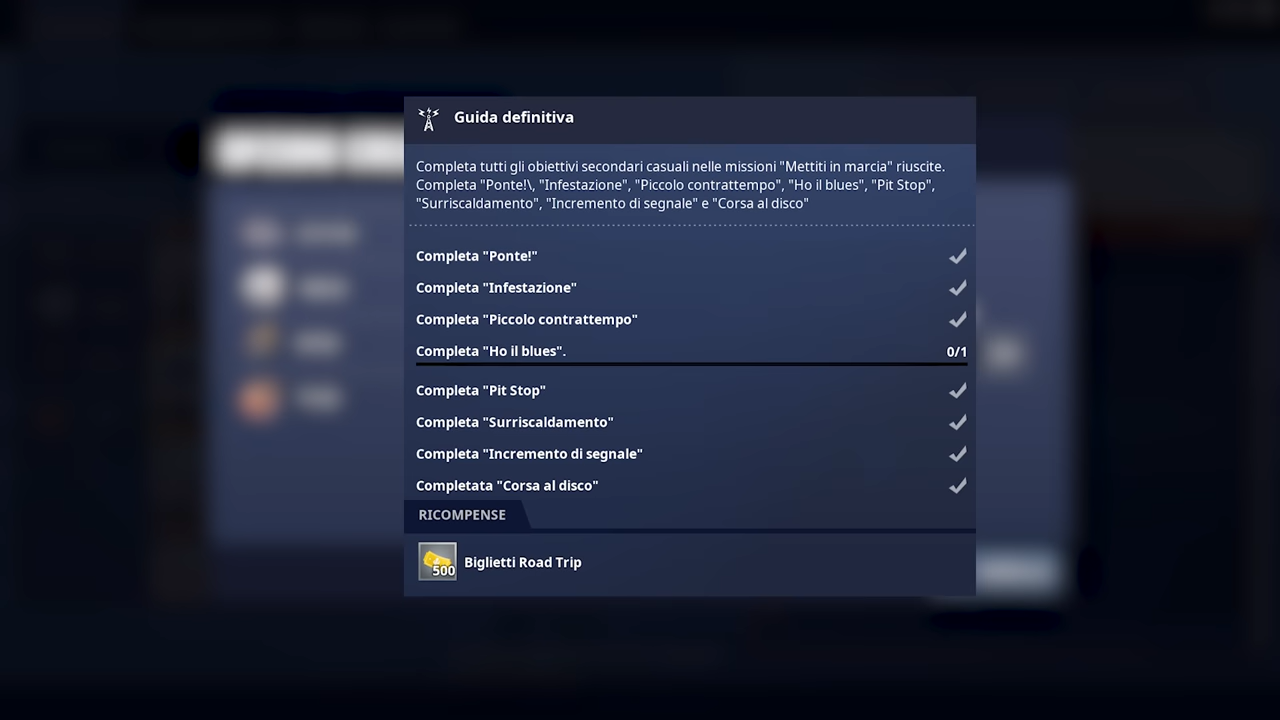 Guida definitiva
Completa tutti gli obiettivi secondari casuali nelle missioni "Mettiti in marcia" riuscite.
Completa "Ponte!\, "Infestazione", "Piccolo contrattempo", "Ho il blues", "Pit Stop",
"Surriscaldamento", "Incremento di segnale" e "Corsa al disco"
Completa "Ponte!"
Completa "Infestazione"
Completa "Piccolo contrattempo"
Completa "Ho il blues". 0/1
Completa "Pit Stop"
Completa "Surriscaldamento"
Completa "Incremento di segnale"
Completata "Corsa al disco"
RICOMPENSE
500 Biglietti Road Trip